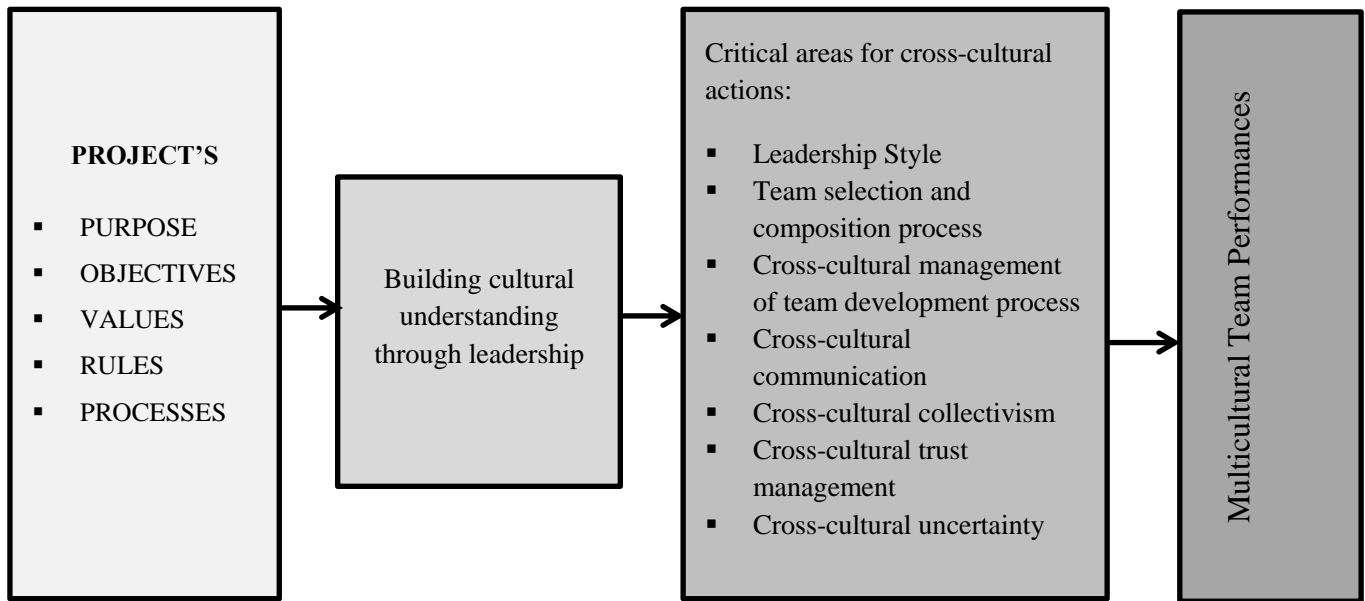 PROJECT'S
▪ PURPOSE
▪ OBJECTIVES
▪ VALUES
▪ RULES
▪ PROCESSES
Building cultural
understanding
through leadership
Critical areas for cross-cultural
actions:
▪ Leadership Style
▪ Team selection and
composition process
▪ Cross-cultural management
of team development process
▪ Cross-cultural
communication
▪ Cross-cultural collectivism
▪ Cross-cultural trust
management
▪ Cross-cultural uncertainty
Multicultural Team Performances